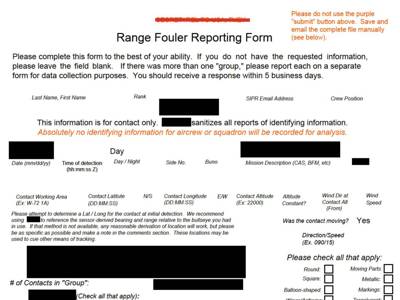 Please do not use the purple
"submit" button above. Save and
email the complete file manually
(see below).
Range Fouler Reporting Form
Please complete this form to the best of your ability. If you do not have the requested information,
please leave the field blank. If there was more than one "group," please report each on a separate
form for data collection purposes. You should receive a response within 5 business days.
Last Name, First Name Rank SIPR Email Address Crew Position
This information is for contact only. sanitizes all reports of identifying information.
Absolutely no identifying information for aircrew or squadron will be recorded for analysis.
Day
Date (mm/dd/yy) Time of detection Day / Night Side No. Buno Mission Description (CAS, BFM, etc)
(hh:mm:ss Z)
Contact Working Area Contact Latitude N/S Contact Longitude E/W Contact Altitude Altitude Wind Dir at Wind
(Ex: W-72 1A) (DD:MM:SS) (DD:MM:SS) (Ex: 22000) Constant? Contact Alt Speed
(From)
Please attempt to determine a Lat / Long for the contact at initial detection. We recommend
using to reference the sensor-derived bearing and range relative to the bullseye you had
in use. If that method is not available, any reasonable derivation of location will work, but please
be as specific as possible and make a note in the comments section. These locations may be
used to cue other means of tracking.
Was the contact moving? Yes
Direction/Speed
(Ex. 090/15)
Please check all that apply:
Round: Moving Parts
Square: Metallic:
Balloon-shaped Markings:
# of Contacts in "Group":
(Check all that apply):